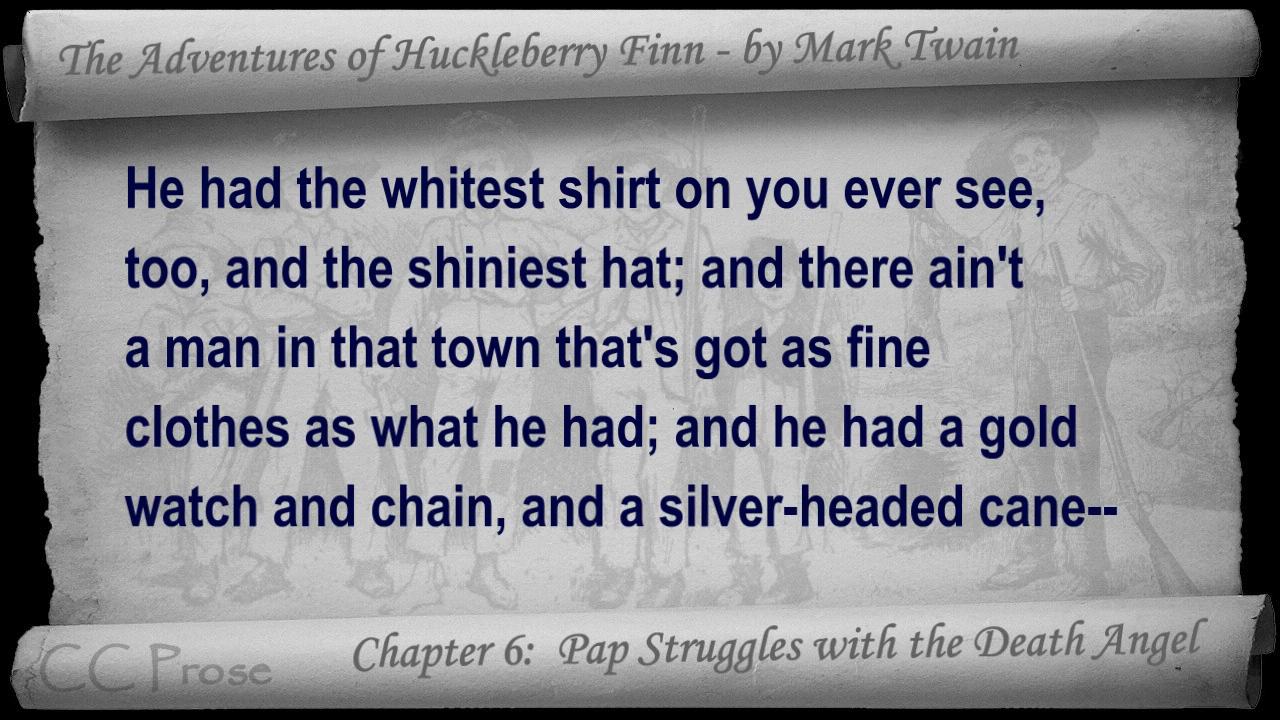 The Adventures of Huckleberry Finn - by Mark Twain
He had the whitest shirt on you ever see,
too, and the shiniest hat; and there ain't
a man in that town that's got as fine
clothes as what he had; and he had a gold
watch and chain, and a silver-headed cane--
CC Prose
Chapter 6: Pap Struggles with the Death Angel